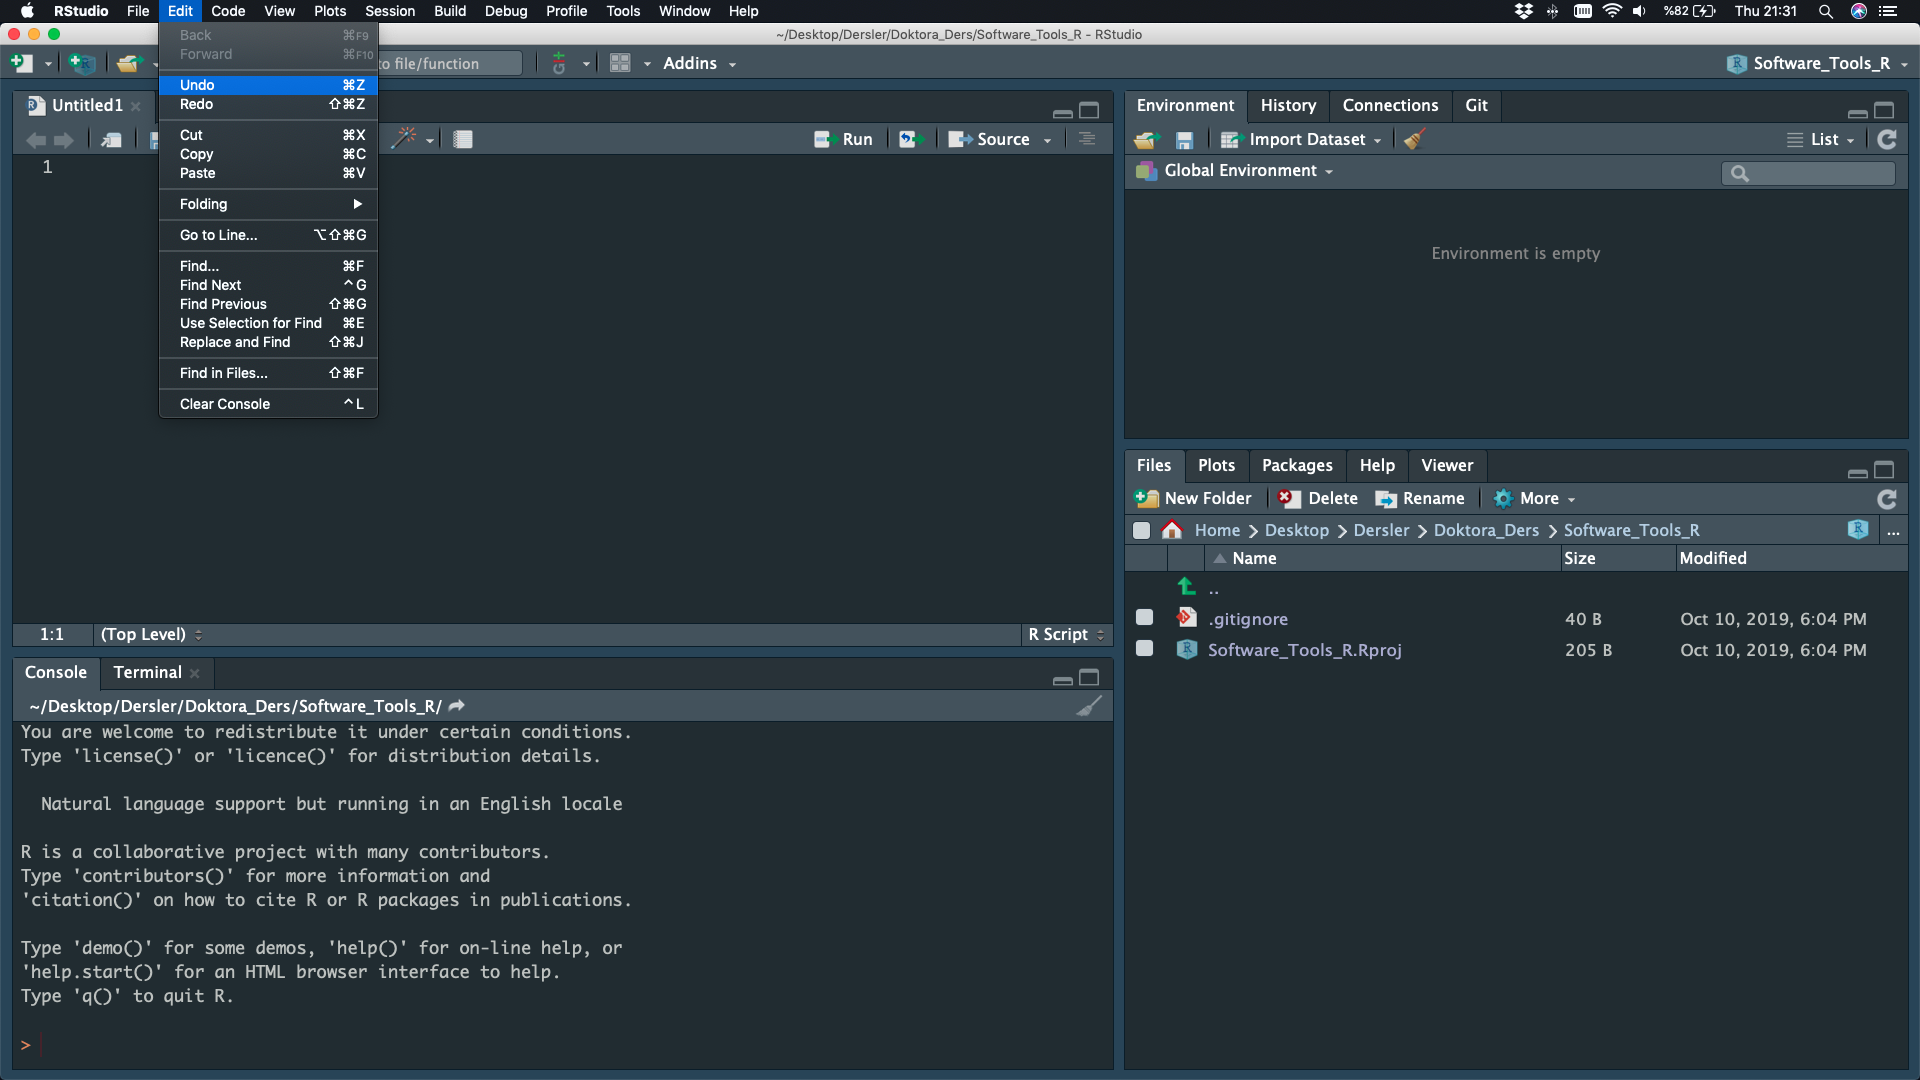 RStudio File Edit Code View Plots Session Build Debug Profile Tools Window Help %82 Thu 21:31
~/Desktop/Dersler/Doktora_Ders/Software_Tools_R - RStudio
to file/function Addins Software_Tools_R
Back ⌘F9
Forward ⌘F10
Undo ⌘Z
Redo ⇧⌘Z
Cut ⌘X
Copy ⌘C
Paste ⌘V
Folding ▶
Go to Line... ⌥⇧⌘G
Find... ⌘F
Find Next ^G
Find Previous ⇧⌘G
Use Selection for Find ⌘E
Replace and Find ⇧⌘J
Find in Files... ⇧⌘F
Clear Console ^L
Untitled1
Run Source
1
1:1 (Top Level) R Script
Console Terminal
~/Desktop/Dersler/Doktora_Ders/Software_Tools_R/
You are welcome to redistribute it under certain conditions.
Type 'license()' or 'licence()' for distribution details.
Natural language support but running in an English locale
R is a collaborative project with many contributors.
Type 'contributors()' for more information and
'citation()' on how to cite R or R packages in publications.
Type 'demo()' for some demos, 'help()' for on-line help, or
'help.start()' for an HTML browser interface to help.
Type 'q()' to quit R.
>
Environment History Connections Git
Import Dataset List
Global Environment
Environment is empty
Files Plots Packages Help Viewer
New Folder Delete Rename More
Home Desktop Dersler Doktora_Ders Software_Tools_R ...
Name Size Modified
..
.gitignore 40 B Oct 10, 2019, 6:04 PM
Software_Tools_R.Rproj 205 B Oct 10, 2019, 6:04 PM